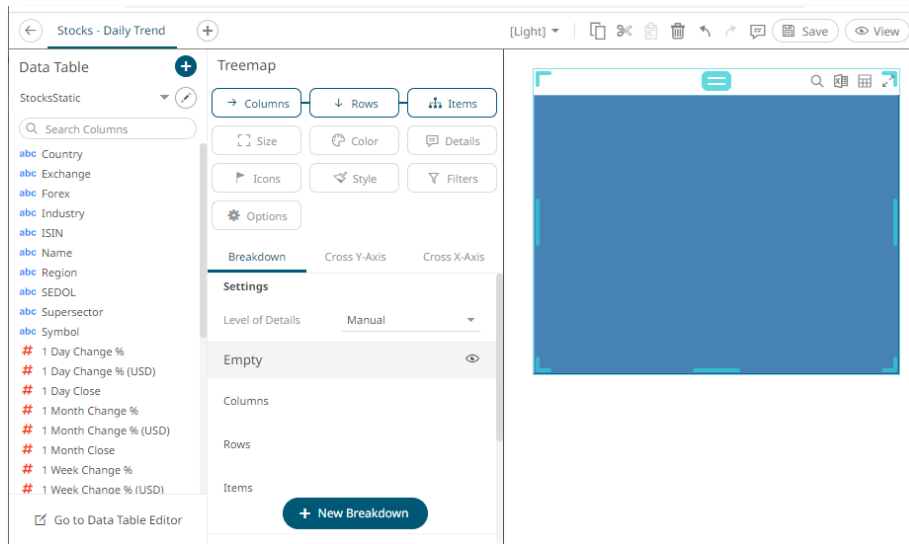 Stocks - Daily Trend
[Light]
Save
View
Data Table
StocksStatic
Search Columns
abc Country
abc Exchange
abc Forex
abc Industry
abc ISIN
abc Name
abc Region
abc SEDOL
abc Supersector
abc Symbol
# 1 Day Change %
# 1 Day Change % (USD)
# 1 Day Close
# 1 Month Change %
# 1 Month Change % (USD)
# 1 Month Close
# 1 Week Change %
# 1 Week Change % (USD)
Go to Data Table Editor
Treemap
Columns Rows Items
Size Color Details
Icons Style Filters
Options
Breakdown Cross Y-Axis Cross X-Axis
Settings
Level of Details Manual
Empty
Columns
Rows
Items
+ New Breakdown